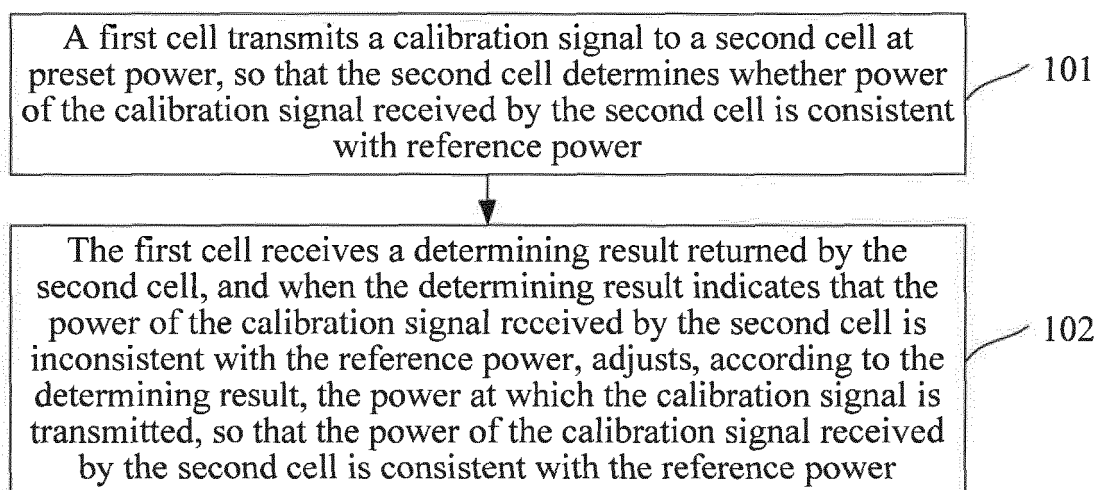 A first cell transmits a calibration signal to a second cell at
preset power, so that the second cell determines whether power
of the calibration signal received by the second cell is consistent
with reference power
101
The first cell receives a determining result returned by the
second cell, and when the determining result indicates that the
power of the calibration signal received by the second cell is
inconsistent with the reference power, adjusts, according to the
determining result, the power at which the calibration signal is
transmitted, so that the power of the calibration signal received
by the second cell is consistent with the reference power
102